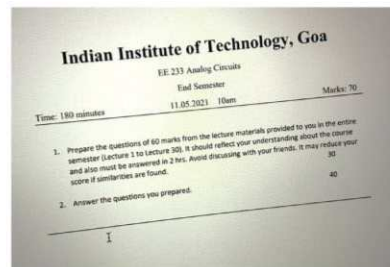 Indian Institute of Technology, Goa
EE 233 Analog Circuits
End Semester
11.05.2021 10am
Time: 180 minutes
Marks: 70
1. Prepare the questions of 60 marks from the lecture materials provided to you in the entire
semester (Lecture 1 to Lecture 30). It should reflect your understanding about the course
and also must be answered in 2 hrs. Avoid discussing with your friends. It may reduce your
score if similarities are found. 30
2. Answer the questions you prepared. 40